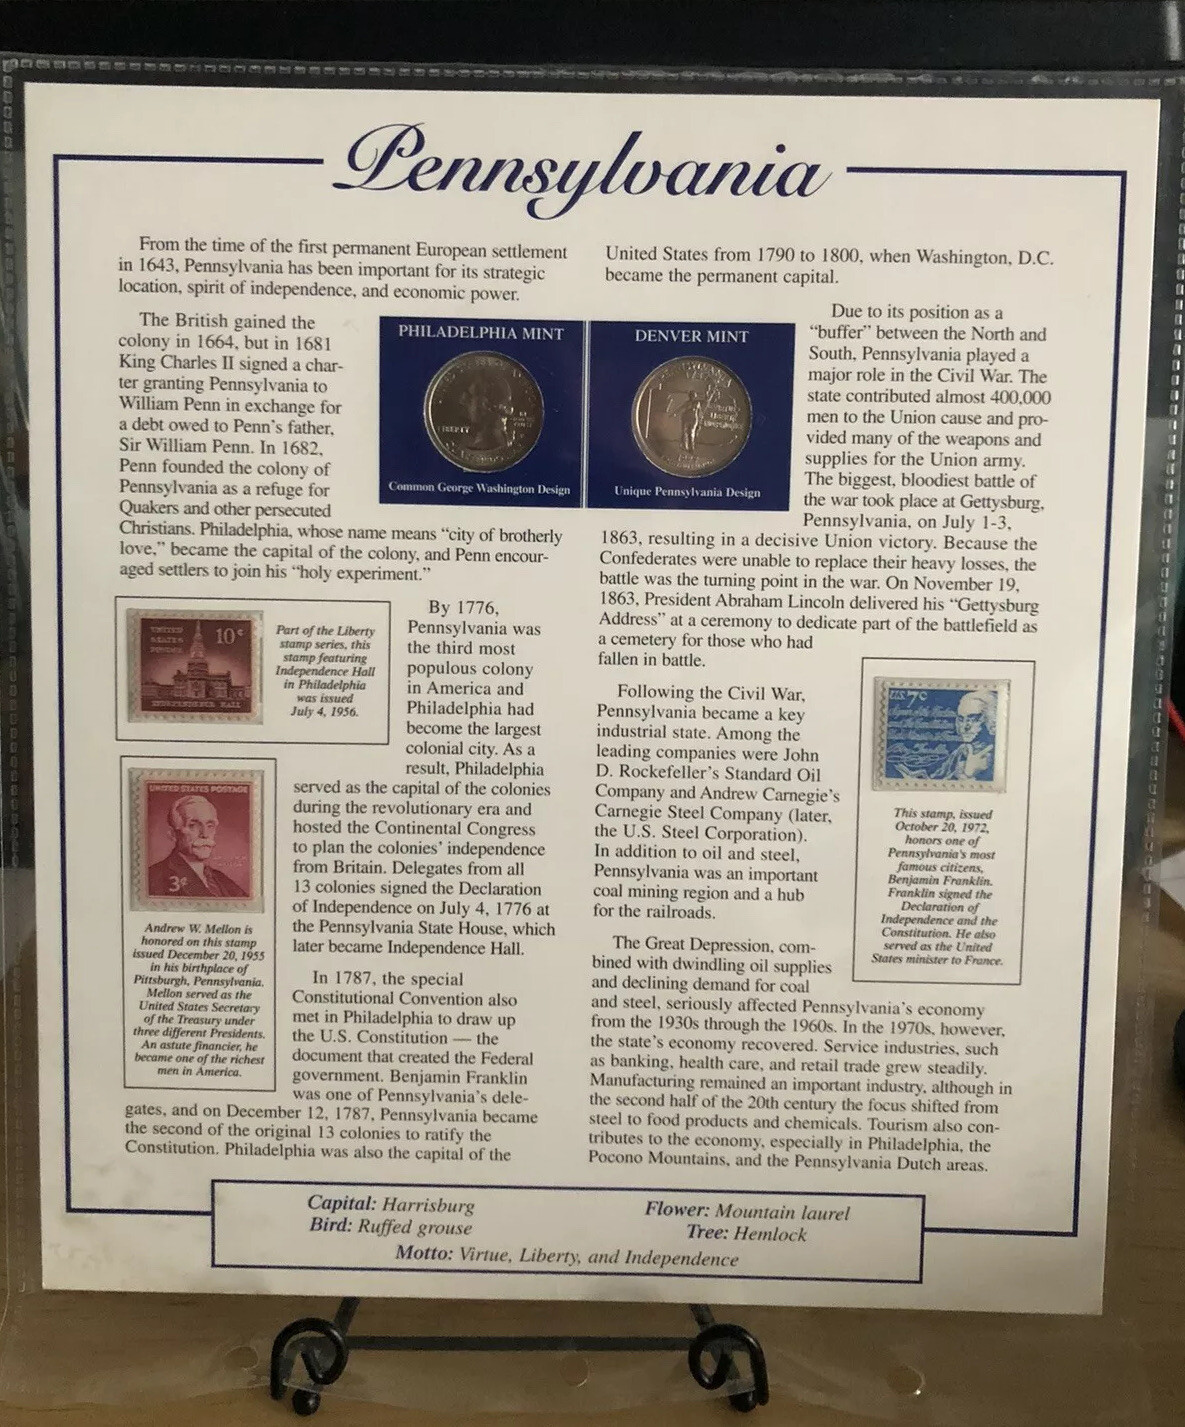 Pennsylvania
From the time of the first permanent European settlement
in 1643, Pennsylvania has been important for its strategic
location, spirit of independence, and economic power.
The British gained the
colony in 1664, but in 1681
King Charles II signed a char-
ter granting Pennsylvania to
William Penn in exchange for
a debt owed to Penn's father,
Sir William Penn. In 1682,
Penn founded the colony of
Pennsylvania as a refuge for
Quakers and other persecuted
Christians. Philadelphia, whose name means “city of brotherly
love,” became the capital of the colony, and Penn encour-
aged settlers to join his “holy experiment.”
PHILADELPHIA MINT
LIBERTY
Common George Washington Design
DENVER MINT
Unique Pennsylvania Design
UNITED
STATES
POSTAGE
10¢
INDEPENDENCE HALL
Part of the Liberty
stamp series, this
stamp featuring
Independence Hall
in Philadelphia
was issued
July 4, 1956.
UNITED STATES POSTAGE
3¢
Andrew W. Mellon is
honored on this stamp
issued December 20, 1955
in his birthplace of
Pittsburgh, Pennsylvania.
Mellon served as the
United States Secretary
of the Treasury under
three different Presidents.
An astute financier, he
became one of the richest
men in America.
By 1776,
Pennsylvania was
the third most
populous colony
in America and
Philadelphia had
become the largest
colonial city. As a
result, Philadelphia
served as the capital of the colonies
during the revolutionary era and
hosted the Continental Congress
to plan the colonies' independence
from Britain. Delegates from all
13 colonies signed the Declaration
of Independence on July 4, 1776 at
the Pennsylvania State House, which
later became Independence Hall.
In 1787, the special
Constitutional Convention also
met in Philadelphia to draw up
the U.S. Constitution — the
document that created the Federal
government. Benjamin Franklin
was one of Pennsylvania's dele-
gates, and on December 12, 1787, Pennsylvania became
the second of the original 13 colonies to ratify the
Constitution. Philadelphia was also the capital of the
United States from 1790 to 1800, when Washington, D.C.
became the permanent capital.
Due to its position as a
“buffer” between the North and
South, Pennsylvania played a
major role in the Civil War. The
state contributed almost 400,000
men to the Union cause and pro-
vided many of the weapons and
supplies for the Union army.
The biggest, bloodiest battle of
the war took place at Gettysburg,
Pennsylvania, on July 1-3,
1863, resulting in a decisive Union victory. Because the
Confederates were unable to replace their heavy losses, the
battle was the turning point in the war. On November 19,
1863, President Abraham Lincoln delivered his “Gettysburg
Address” at a ceremony to dedicate part of the battlefield as
a cemetery for those who had
fallen in battle.
Following the Civil War,
Pennsylvania became a key
industrial state. Among the
leading companies were John
D. Rockefeller's Standard Oil
Company and Andrew Carnegie's
Carnegie Steel Company (later,
the U.S. Steel Corporation).
In addition to oil and steel,
Pennsylvania was an important
coal mining region and a hub
for the railroads.
U.S. 7c
This stamp, issued
October 20, 1972,
honors one of
Pennsylvania's most
famous citizens,
Benjamin Franklin.
Franklin signed the
Declaration of
Independence and the
Constitution. He also
served as the United
States minister to France.
The Great Depression, com-
bined with dwindling oil supplies
and declining demand for coal
and steel, seriously affected Pennsylvania's economy
from the 1930s through the 1960s. In the 1970s, however,
the state's economy recovered. Service industries, such
as banking, health care, and retail trade grew steadily.
Manufacturing remained an important industry, although in
the second half of the 20th century the focus shifted from
steel to food products and chemicals. Tourism also con-
tributes to the economy, especially in Philadelphia, the
Pocono Mountains, and the Pennsylvania Dutch areas.
Capital: Harrisburg
Flower: Mountain laurel
Bird: Ruffed grouse
Tree: Hemlock
Motto: Virtue, Liberty, and Independence